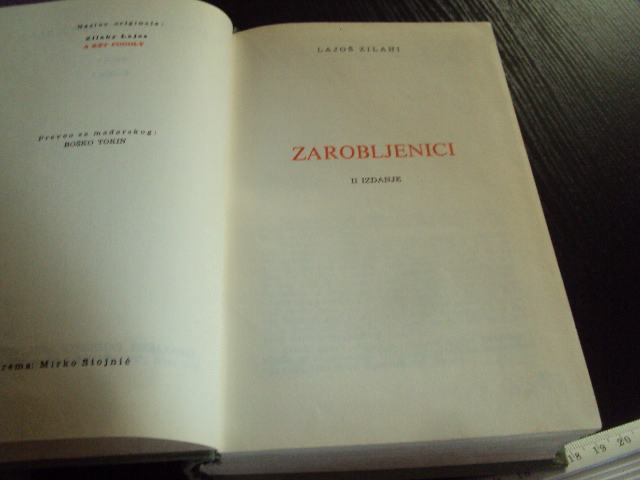 Naslov originala:
Zilahy Lajos
A KÉT FOGOLY
Preveo sa mađarskog:
BOŠKO TOKIN
rema: Mirko Stojnić
LAJOŠ ZILAHI
ZAROBLJENICI
II IZDANJE
18 19 20